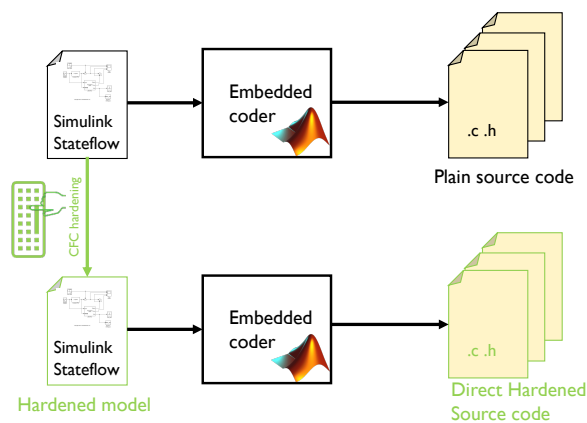 Simulink
Stateflow
Embedded
coder
.c .h
Plain source code
CFC hardening
Simulink
Stateflow
Hardened model
Embedded
coder
.c .h
Direct Hardened
Source code